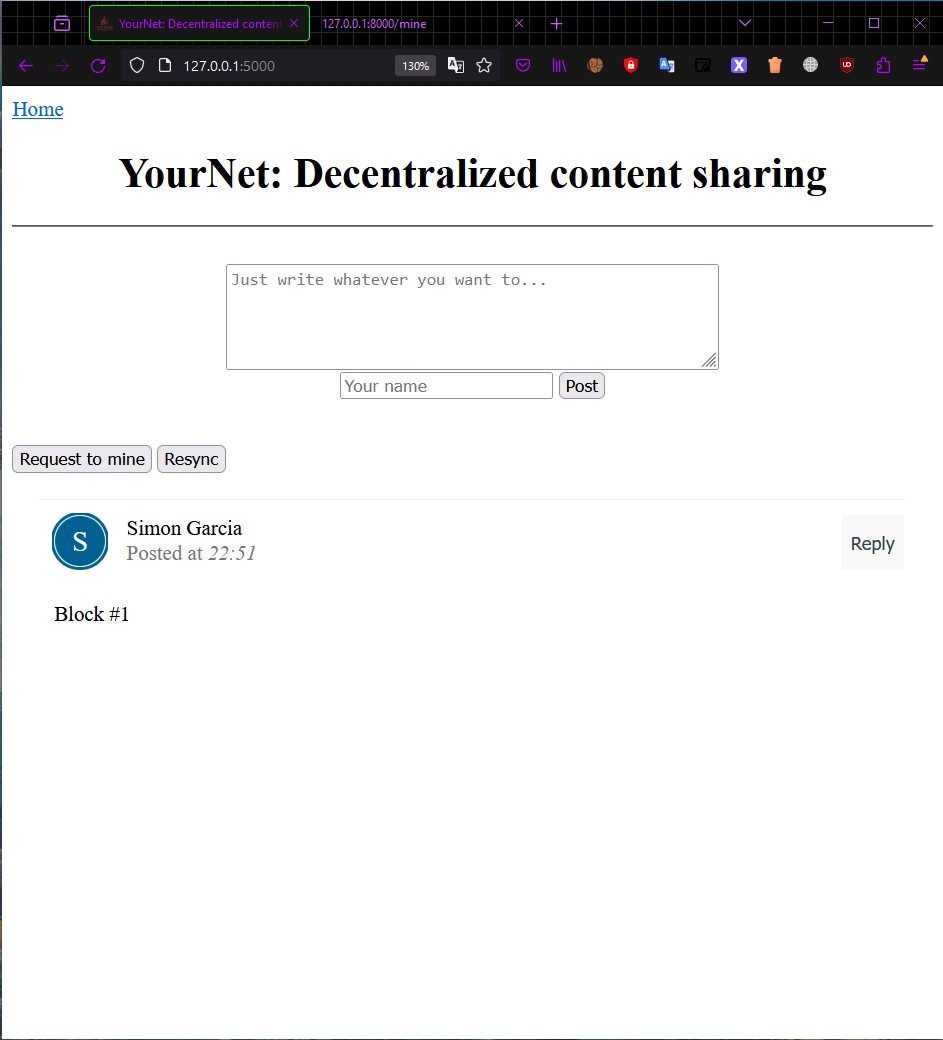 YourNet: Decentralized content
127.0.0.1:8000/mine
127.0.0.1:5000
130%
Home
YourNet: Decentralized content sharing
Just write whatever you want to...
Your name
Post
Request to mine
Resync
S
Simon Garcia
Posted at 22:51
Reply
Block #1